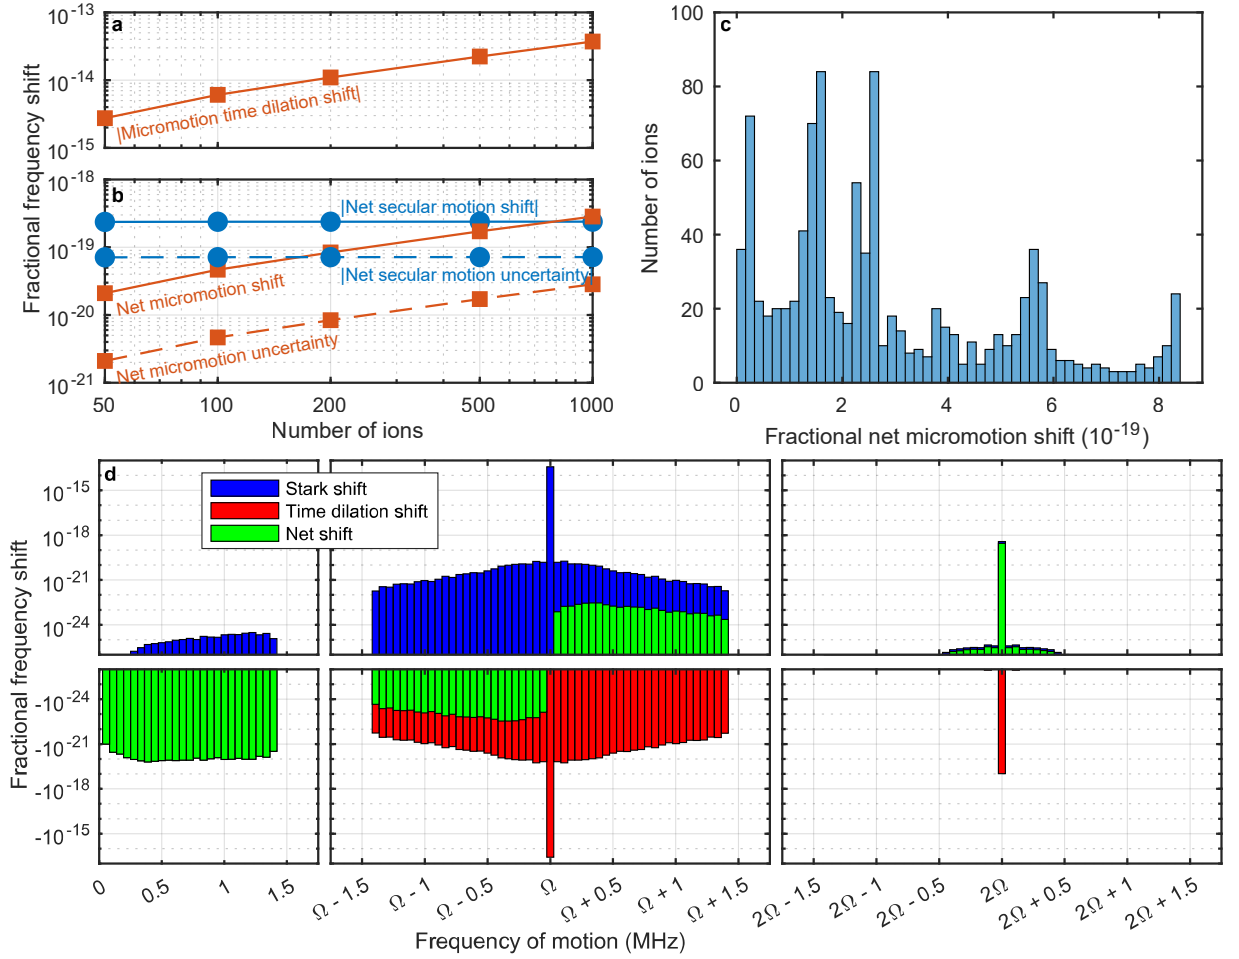 a
10-13
10-14
10-15
|Micromotion time dilation shift|
Fractional frequency shift
b
10-18
10-19
10-20
10-21
|Net secular motion shift|
|Net secular motion uncertainty|
Net micromotion shift
Net micromotion uncertainty
50 100 200 500 1000
Number of ions
c
100
80
60
40
20
0
Number of ions
0 2 4 6 8
Fractional net micromotion shift (10-19)
d
Stark shift
Time dilation shift
Net shift
10-15
10-18
10-21
10-24
-10-24
-10-21
-10-18
-10-15
Fractional frequency shift
0 0.5 1 1.5
Ω - 1.5 Ω - 1 Ω - 0.5 Ω Ω + 0.5 Ω + 1 Ω + 1.5
2Ω - 1.5 2Ω - 1 2Ω - 0.5 2Ω 2Ω + 0.5 2Ω + 1 2Ω + 1.5
Frequency of motion (MHz)